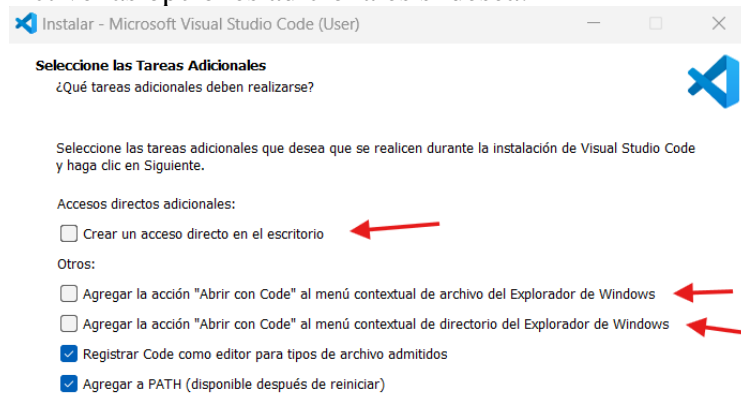 Instalar - Microsoft Visual Studio Code (User)
Seleccione las Tareas Adicionales
¿Qué tareas adicionales deben realizarse?
Seleccione las tareas adicionales que desea que se realicen durante la instalación de Visual Studio Code
y haga clic en Siguiente.
Accesos directos adicionales:
Crear un acceso directo en el escritorio
Otros:
Agregar la acción "Abrir con Code" al menú contextual de archivo del Explorador de Windows
Agregar la acción "Abrir con Code" al menú contextual de directorio del Explorador de Windows
Registrar Code como editor para tipos de archivo admitidos
Agregar a PATH (disponible después de reiniciar)